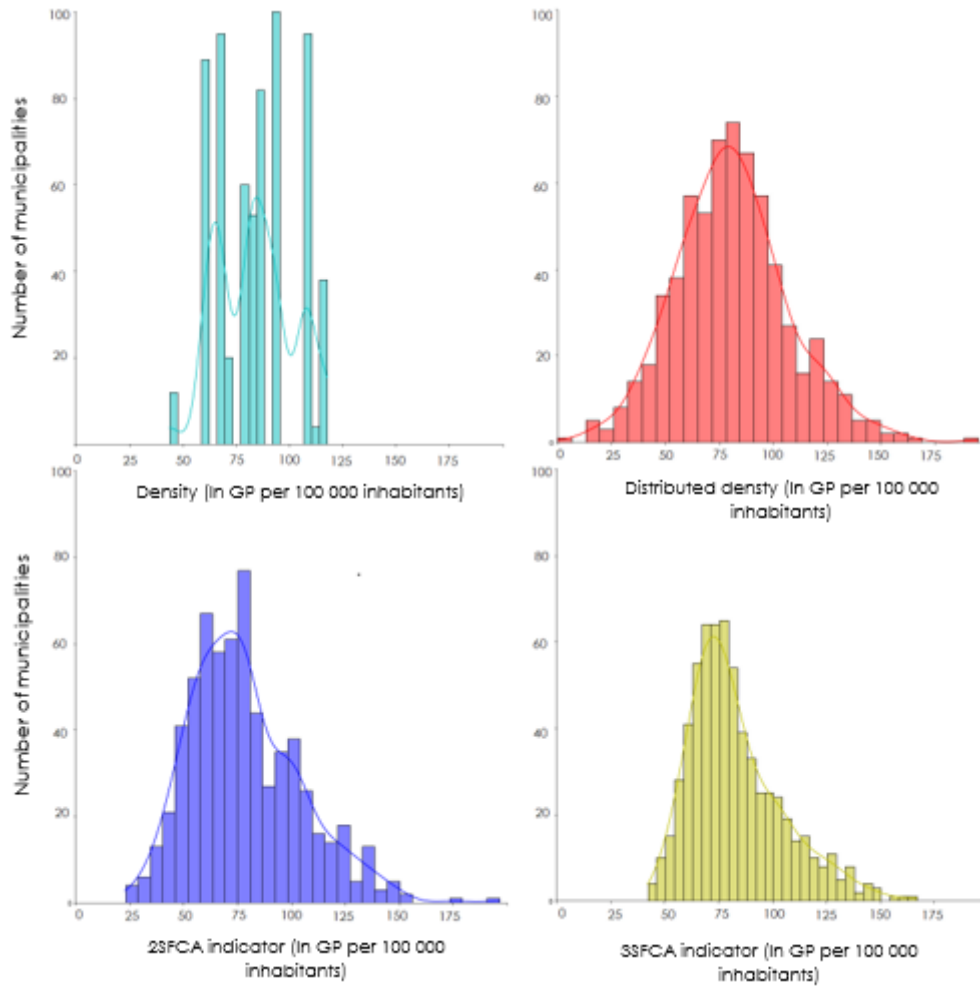 Number of municipalities
100
80
60
40
20
25 50 75 100 125 150 175
Density (In GP per 100 000 inhabitants)
100
80
60
40
20
0
25 50 75 100 125 150 175
Distributed densty (In GP per 100 000
inhabitants)
Number of municipalities
100
80
60
40
20
0
0 25 50 75 100 125 150 175
2SFCA indicator (In GP per 100 000
inhabitants)
100
80
60
40
20
0
0 25 50 75 100 125 150 175
3SFCA indicator (In GP per 100 000
inhabitants)